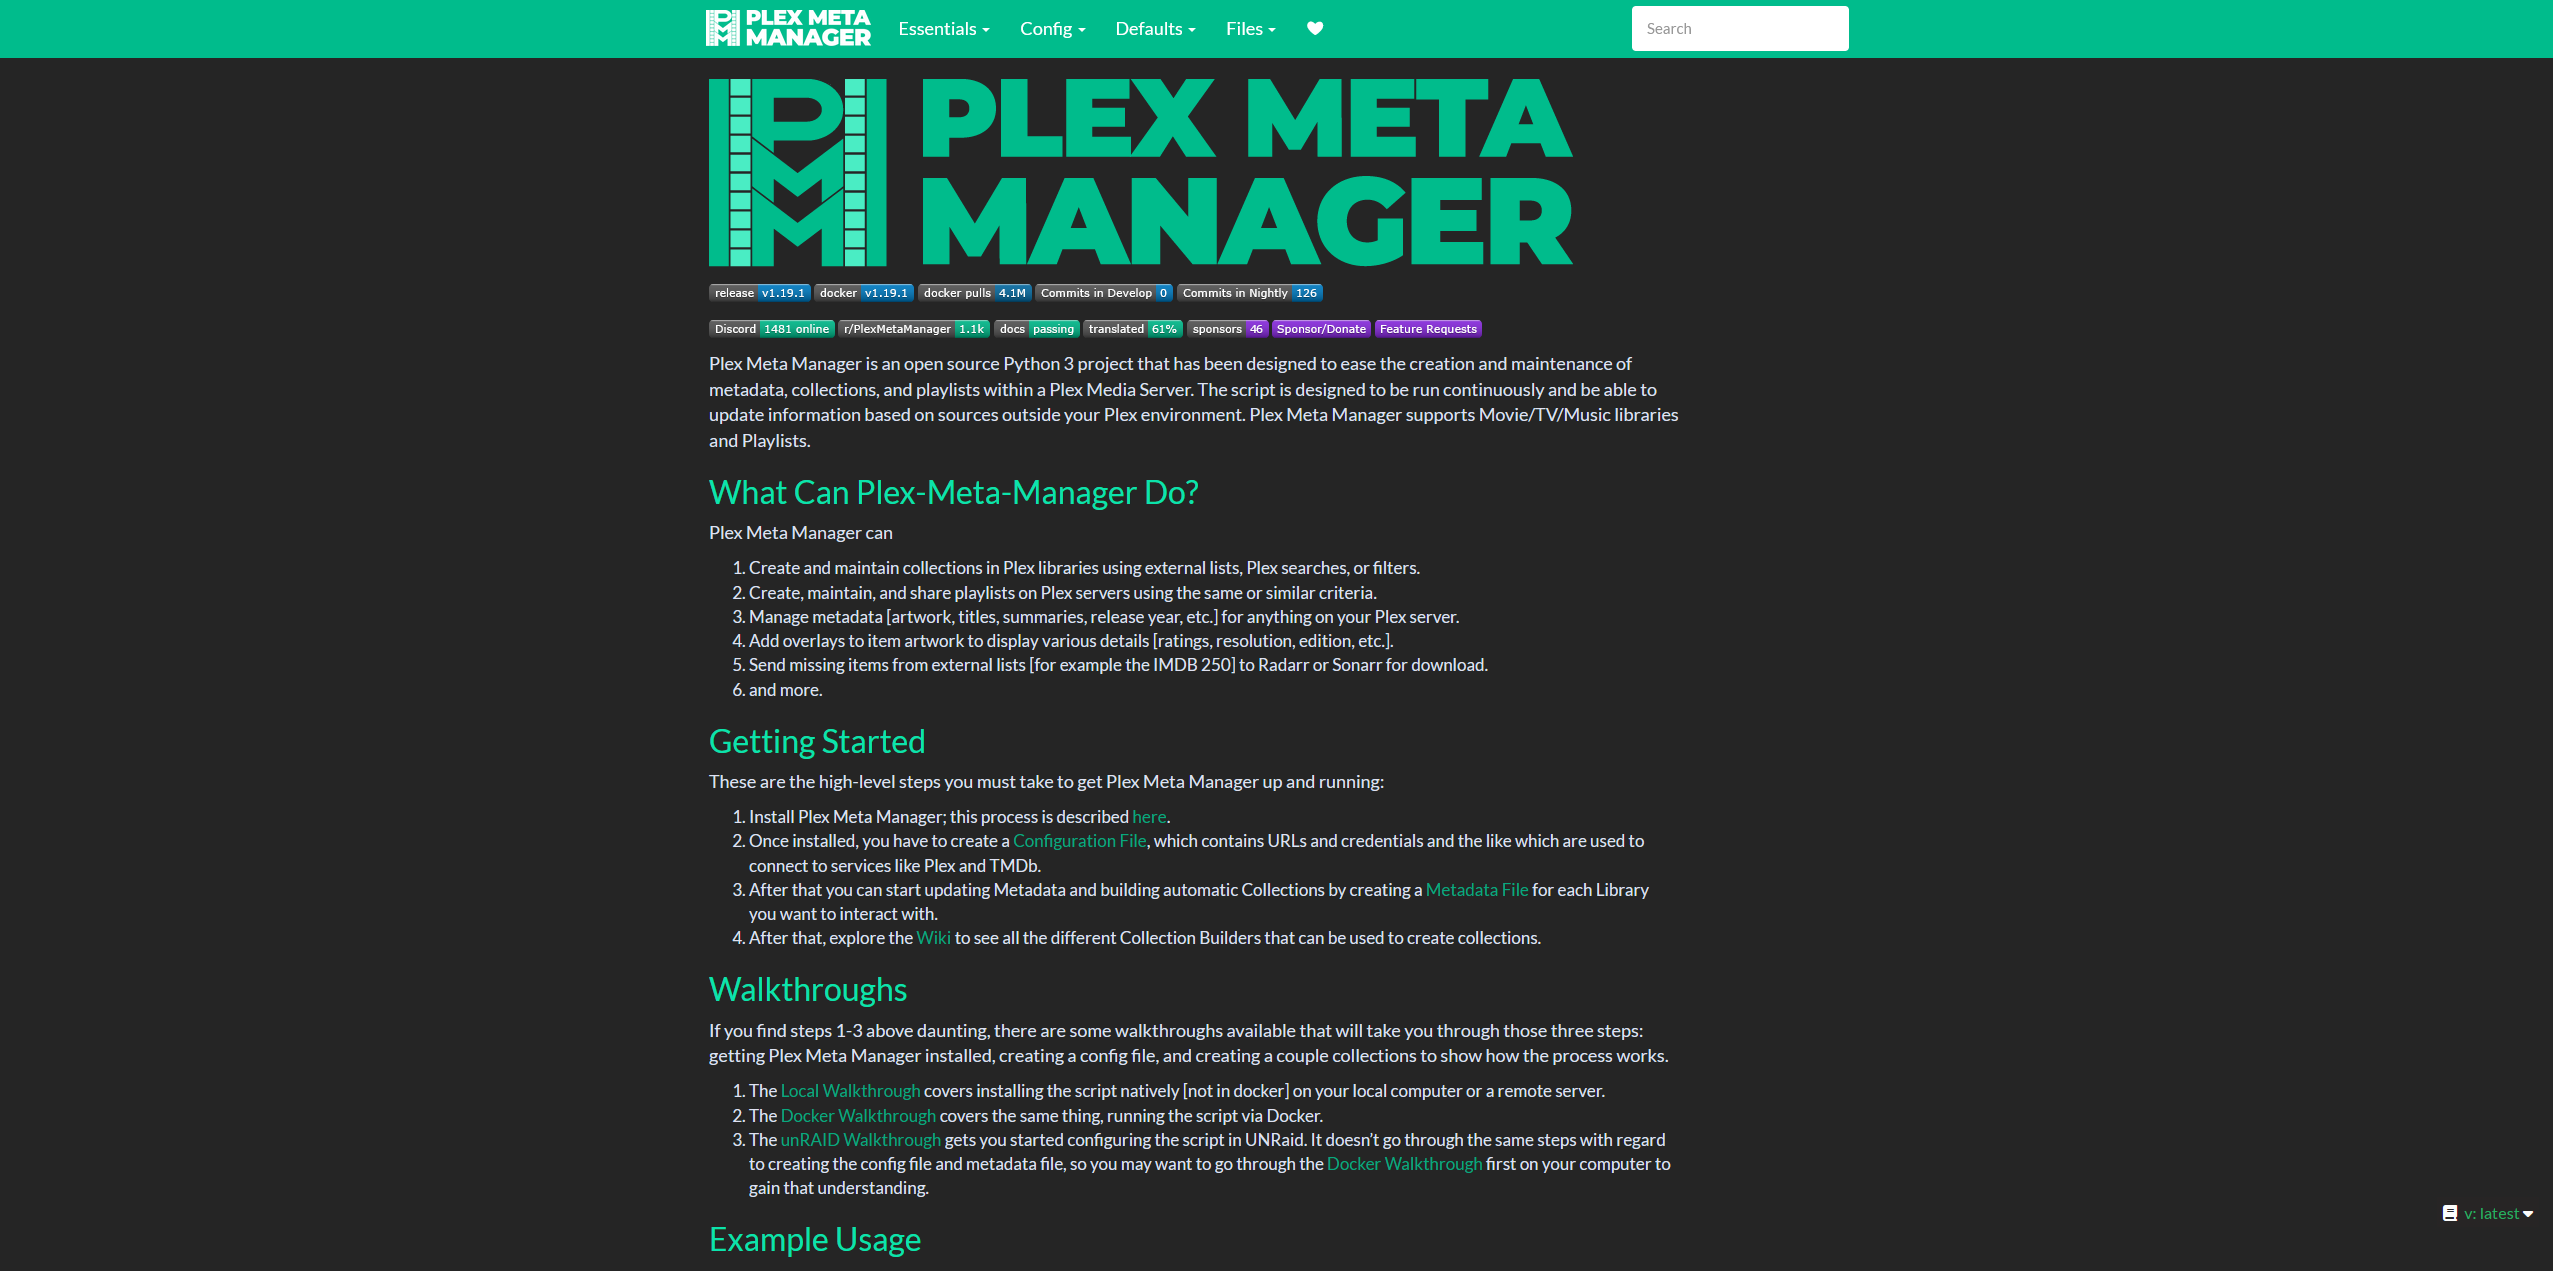 PLEX META
MANAGER
Essentials
Config
Defaults
Files
Search
PLEX META
MANAGER
release v1.19.1 docker v1.19.1 docker pulls 4.1M Commits in Develop 0 Commits in Nightly 126
Discord 1481 online r/PlexMetaManager 1.1k docs passing translated 61% sponsors 46 Sponsor/Donate Feature Requests
Plex Meta Manager is an open source Python 3 project that has been designed to ease the creation and maintenance of
metadata, collections, and playlists within a Plex Media Server. The script is designed to be run continuously and be able to
update information based on sources outside your Plex environment. Plex Meta Manager supports Movie/TV/Music libraries
and Playlists.
What Can Plex-Meta-Manager Do?
Plex Meta Manager can
1. Create and maintain collections in Plex libraries using external lists, Plex searches, or filters.
2. Create, maintain, and share playlists on Plex servers using the same or similar criteria.
3. Manage metadata [artwork, titles, summaries, release year, etc.] for anything on your Plex server.
4. Add overlays to item artwork to display various details [ratings, resolution, edition, etc.].
5. Send missing items from external lists [for example the IMDB 250] to Radarr or Sonarr for download.
6. and more.
Getting Started
These are the high-level steps you must take to get Plex Meta Manager up and running:
1. Install Plex Meta Manager; this process is described here.
2. Once installed, you have to create a Configuration File, which contains URLs and credentials and the like which are used to
connect to services like Plex and TMDb.
3. After that you can start updating Metadata and building automatic Collections by creating a Metadata File for each Library
you want to interact with.
4. After that, explore the Wiki to see all the different Collection Builders that can be used to create collections.
Walkthroughs
If you find steps 1-3 above daunting, there are some walkthroughs available that will take you through those three steps:
getting Plex Meta Manager installed, creating a config file, and creating a couple collections to show how the process works.
1. The Local Walkthrough covers installing the script natively [not in docker] on your local computer or a remote server.
2. The Docker Walkthrough covers the same thing, running the script via Docker.
3. The unRAID Walkthrough gets you started configuring the script in UNRaid. It doesn’t go through the same steps with regard
to creating the config file and metadata file, so you may want to go through the Docker Walkthrough first on your computer to
gain that understanding.
v: latest
Example Usage